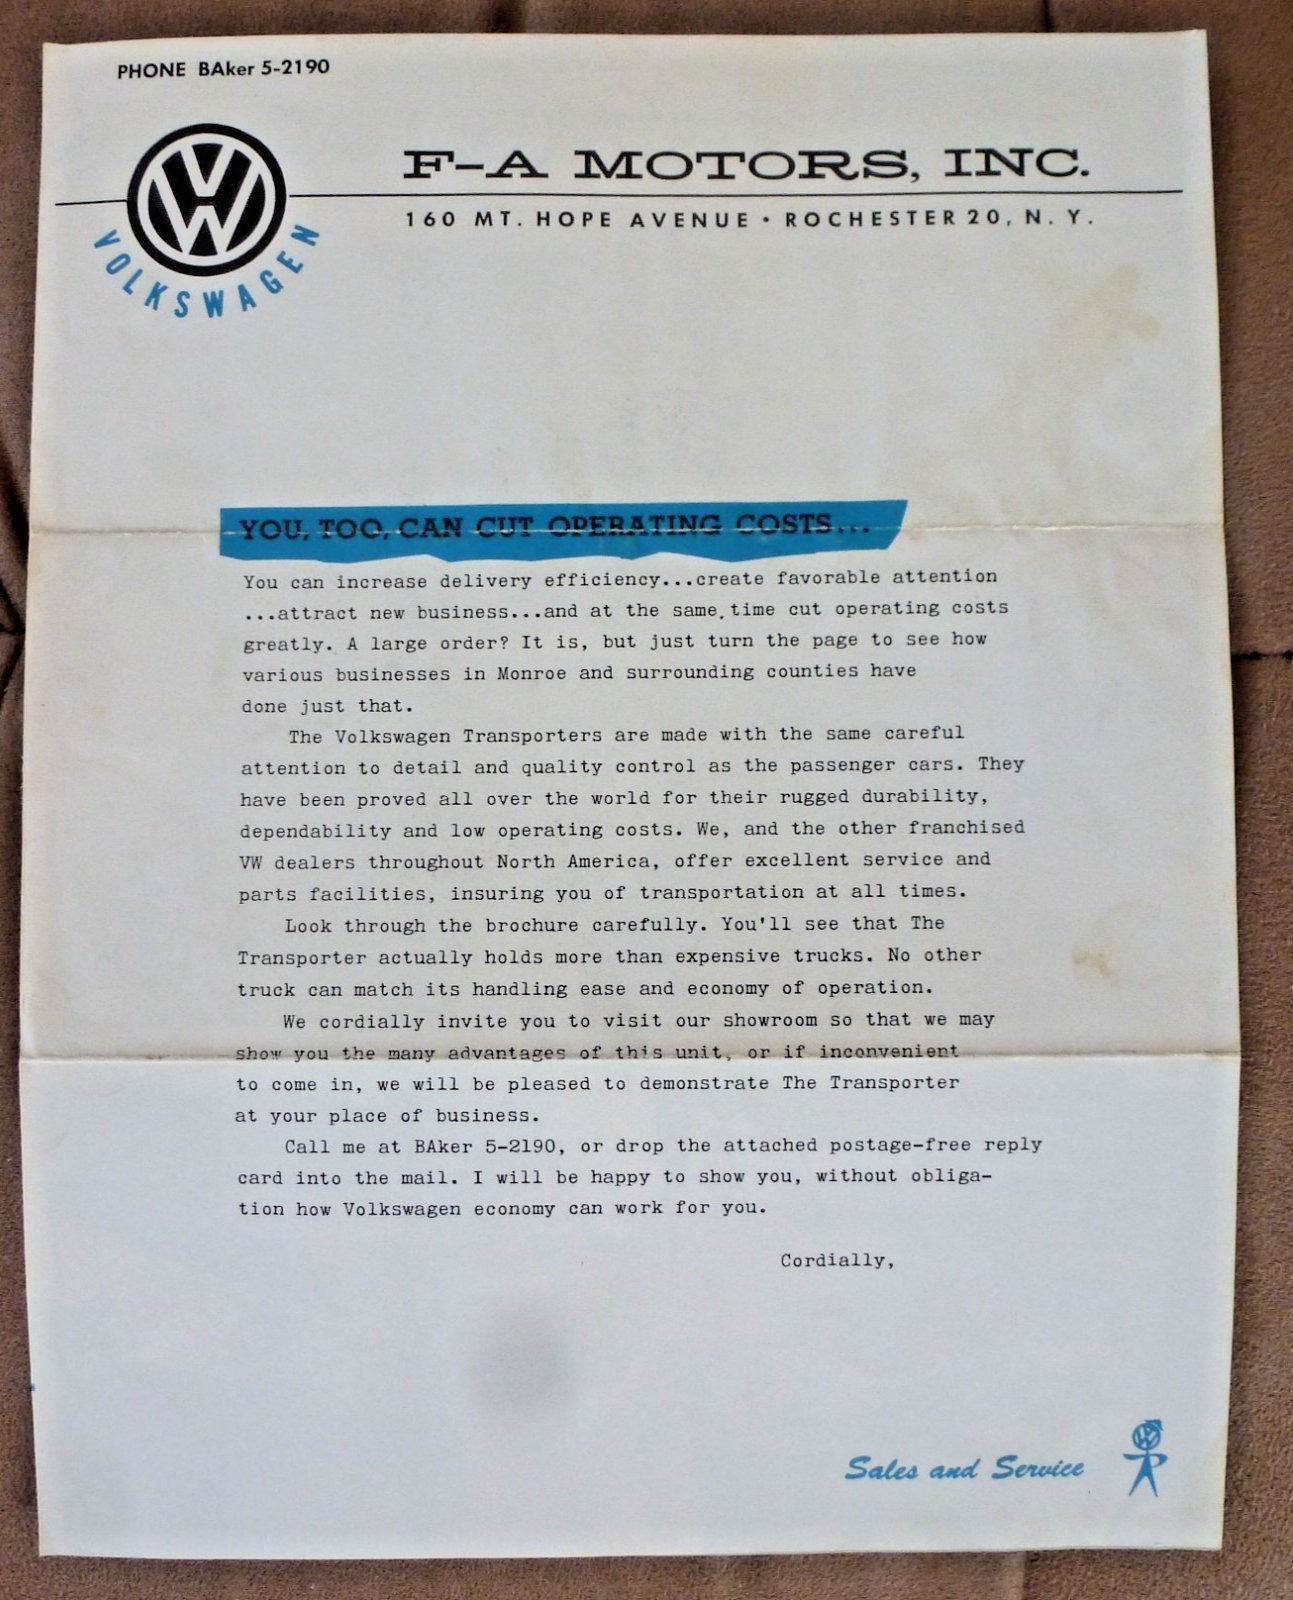 PHONE BAker 5-2190
VW
VOLKSWAGEN
F-A MOTORS, INC.
160 MT. HOPE AVENUE • ROCHESTER 20, N. Y.
YOU, TOO, CAN CUT OPERATING COSTS...
You can increase delivery efficiency...create favorable attention
...attract new business...and at the same time cut operating costs
greatly. A large order? It is, but just turn the page to see how
various businesses in Monroe and surrounding counties have
done just that.
The Volkswagen Transporters are made with the same careful
attention to detail and quality control as the passenger cars. They
have been proved all over the world for their rugged durability,
dependability and low operating costs. We, and the other franchised
VW dealers throughout North America, offer excellent service and
parts facilities, insuring you of transportation at all times.
Look through the brochure carefully. You'll see that The
Transporter actually holds more than expensive trucks. No other
truck can match its handling ease and economy of operation.
We cordially invite you to visit our showroom so that we may
show you the many advantages of this unit, or if inconvenient
to come in, we will be pleased to demonstrate The Transporter
at your place of business.
Call me at BAker 5-2190, or drop the attached postage-free reply
card into the mail. I will be happy to show you, without obliga-
tion how Volkswagen economy can work for you.
Cordially,
Sales and Service
VW